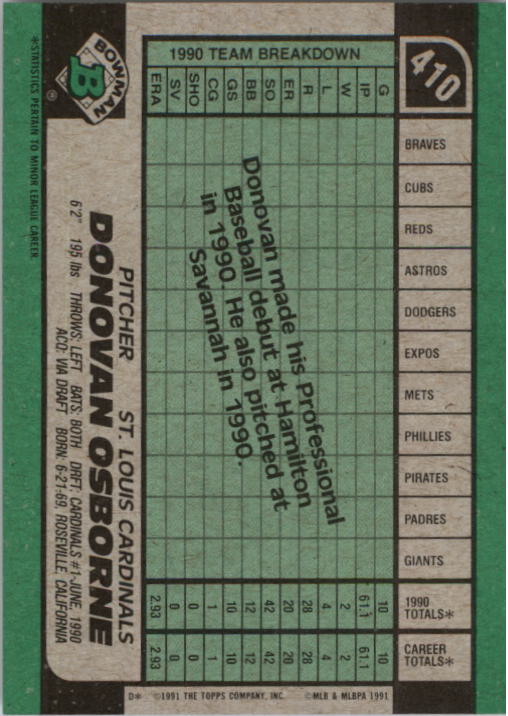 410
BOWMAN
B
®
PITCHER ST. LOUIS CARDINALS
DONOVAN OSBORNE
6'2" 195 lbs THROWS: LEFT BATS: BOTH DRFT: CARDINALS #1-JUNE, 1990
ACQ: VIA DRAFT BORN: 6-21-69, ROSEVILLE, CALIFORNIA
1990 TEAM BREAKDOWN
G IP W L R ER SO BB GS CG SHO SV ERA
BRAVES
CUBS
REDS
ASTROS
DODGERS
EXPOS
METS
PHILLIES
PIRATES
PADRES
GIANTS
1990 TOTALS* 10 61.1 2 4 28 20 42 12 10 1 0 0 2.93
CAREER TOTALS* 10 61.1 2 4 28 20 42 12 10 1 0 0 2.93
Donovan made his Professional
Baseball debut at Hamilton
in 1990. He also pitched at
Savannah in 1990.
*STATISTICS PERTAIN TO MINOR LEAGUE CAREER.
D* ©1991 THE TOPPS COMPANY, INC. ©MLB & MLBPA 1991